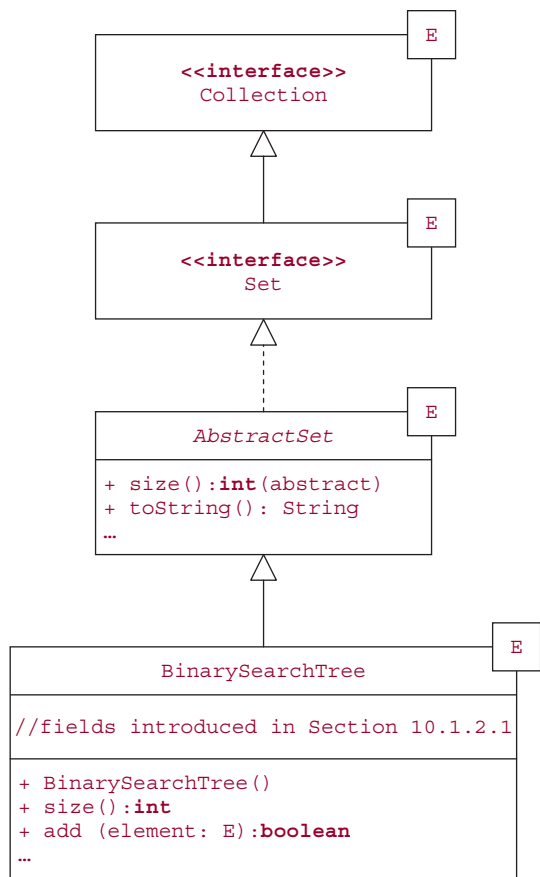 E
<<interface>>
Collection
E
<<interface>>
Set
E
AbstractSet
+ size():int(abstract)
+ toString(): String
…
E
BinarySearchTree
//fields introduced in Section 10.1.2.1
+ BinarySearchTree()
+ size():int
+ add (element: E):boolean
…